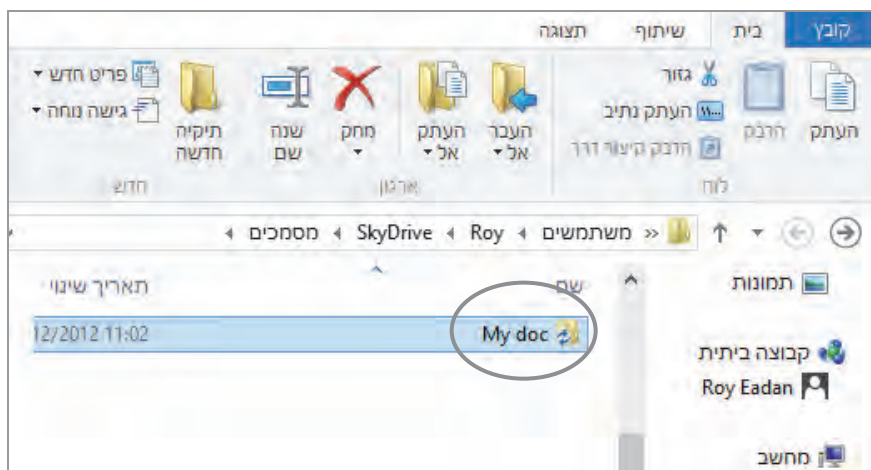 קובץ בית שיתוף תצוגה
העתק
הדבק
גזור
העתק נתיב
הדבק קיצור דרך
לוח
העבר
אל
העתק
אל
מחק
שנה
שם
ארגון
תיקיה
חדשה
פריט חדש
גישה נוחה
חדש
« משתמשים Roy SkyDrive מסמכים
תמונות
קבוצה ביתית
Roy Eadan
מחשב
שם תאריך שינוי
My doc 12/2012 11:02